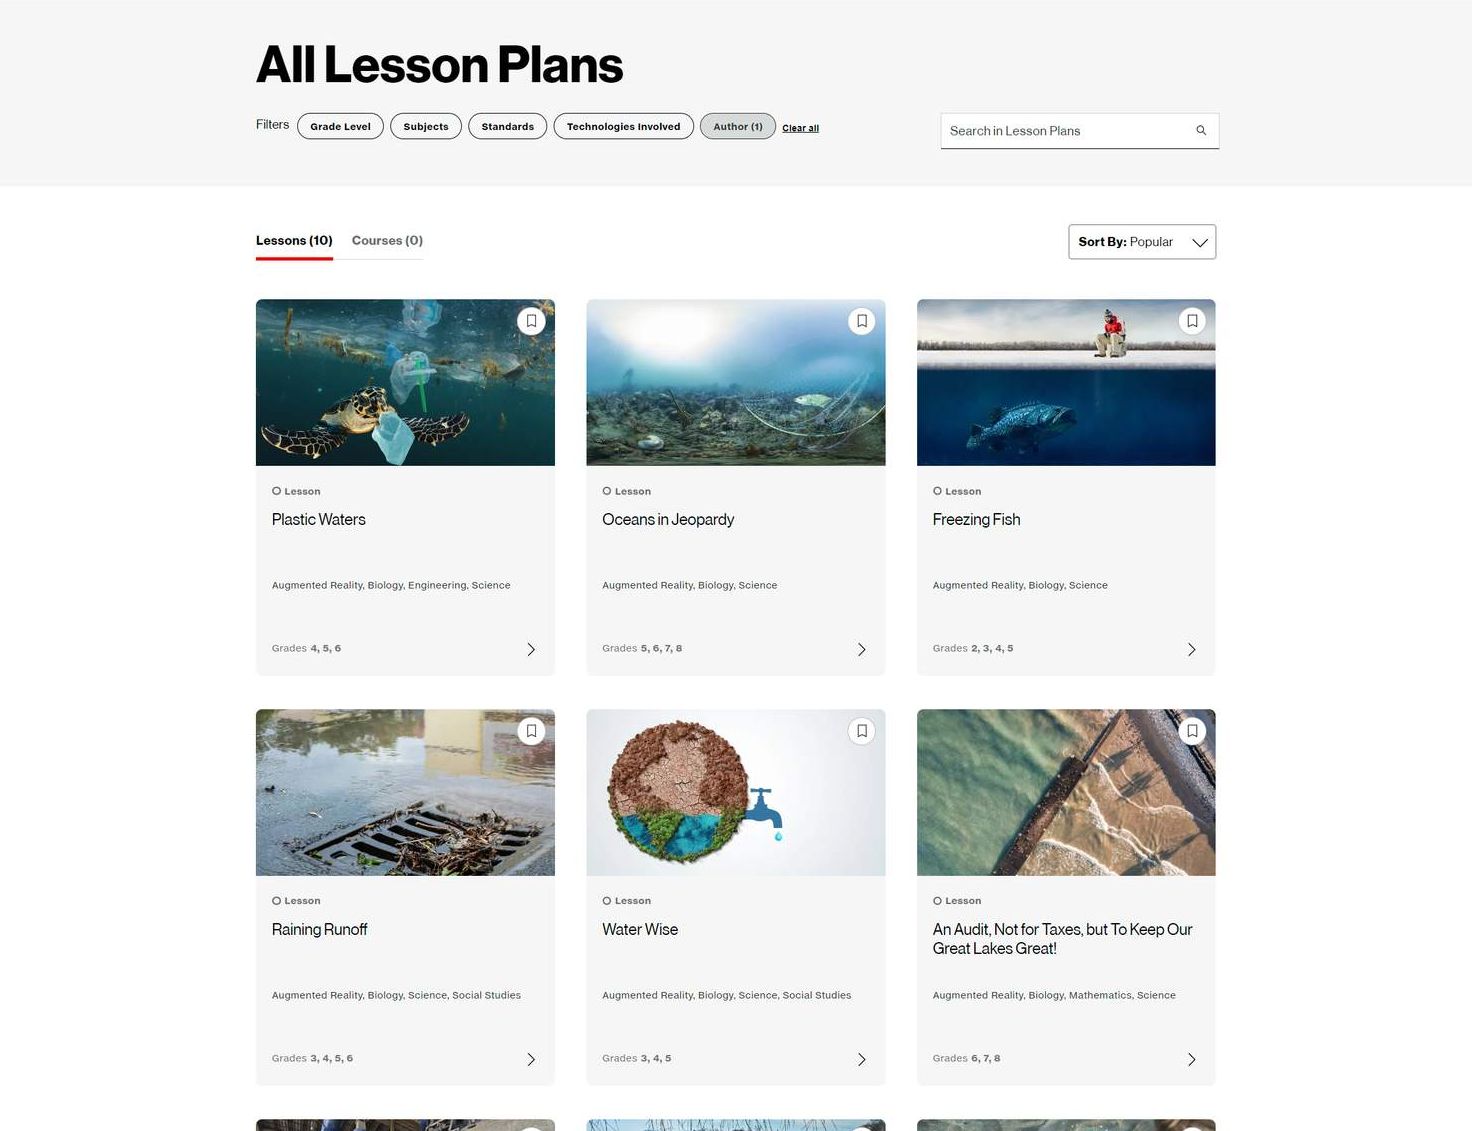 All Lesson Plans
Filters Grade Level Subjects Standards Technologies Involved Author (1) Clear all Search in Lesson Plans
Lessons (10) Courses (0) Sort By: Popular
Lesson
Plastic Waters
Augmented Reality, Biology, Engineering, Science
Grades 4, 5, 6
Lesson
Oceans in Jeopardy
Augmented Reality, Biology, Science
Grades 5, 6, 7, 8
Lesson
Freezing Fish
Augmented Reality, Biology, Science
Grades 2, 3, 4, 5
Lesson
Raining Runoff
Augmented Reality, Biology, Science, Social Studies
Grades 3, 4, 5, 6
Lesson
Water Wise
Augmented Reality, Biology, Science, Social Studies
Grades 3, 4, 5
Lesson
An Audit, Not for Taxes, but To Keep Our
Great Lakes Great!
Augmented Reality, Biology, Mathematics, Science
Grades 6, 7, 8